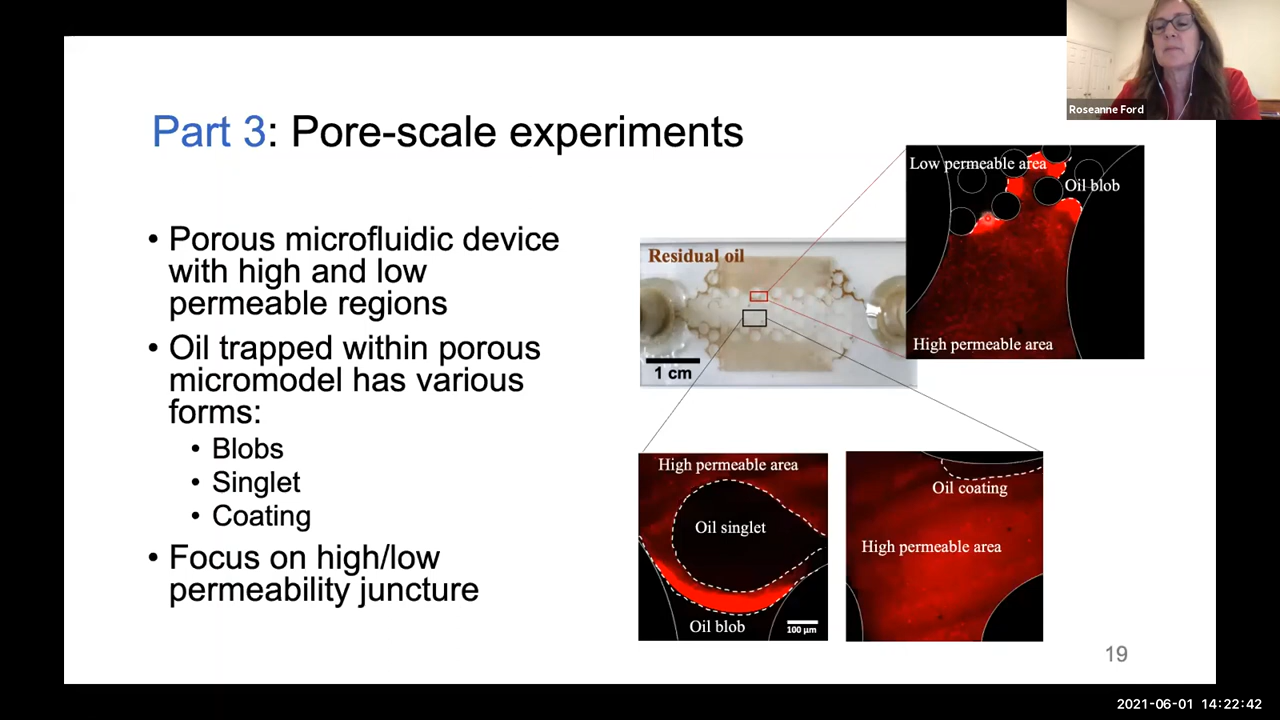 Roseanne Ford
Part 3: Pore-scale experiments
• Porous microfluidic device
with high and low
permeable regions
• Oil trapped within porous
micromodel has various
forms:
• Blobs
• Singlet
• Coating
• Focus on high/low
permeability juncture
Residual oil
1 cm
Low permeable area
Oil blob
High permeable area
High permeable area
Oil singlet
Oil blob
100 µm
Oil coating
High permeable area
19
2021-06-01 14:22:42